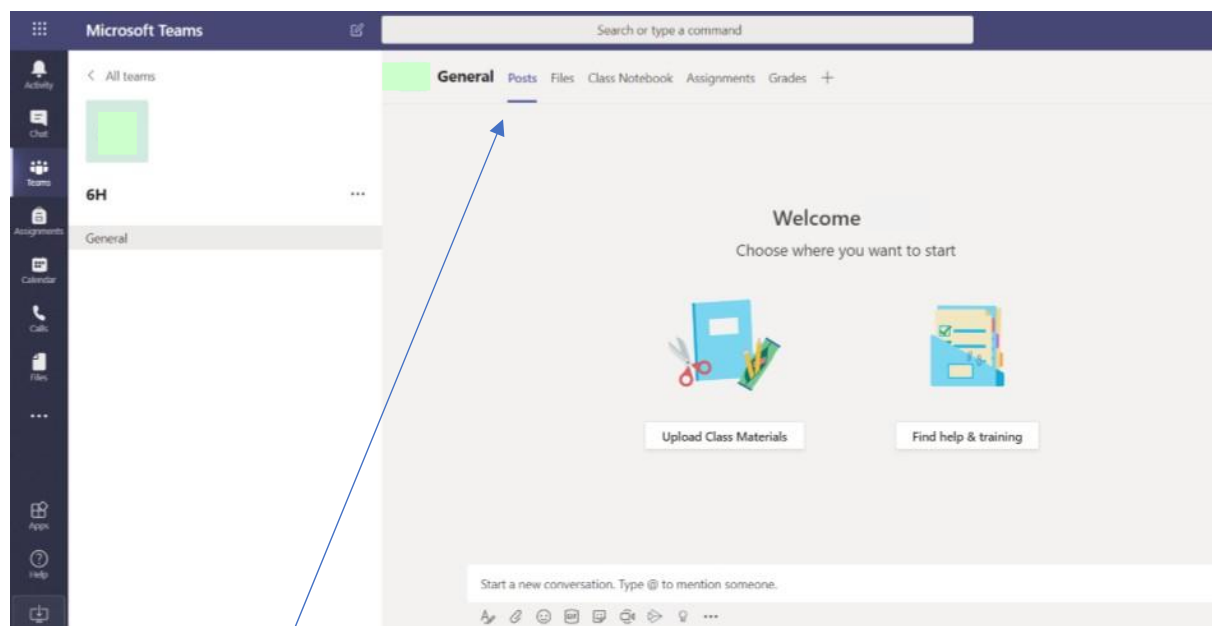 Microsoft Teams
Search or type a command
Activity
Chat
Teams
Assignments
Calendar
Calls
Files
Apps
Help
All teams
6H
General
General Posts Files Class Notebook Assignments Grades +
Welcome
Choose where you want to start
Upload Class Materials
Find help & training
Start a new conversation. Type @ to mention someone.
GIF